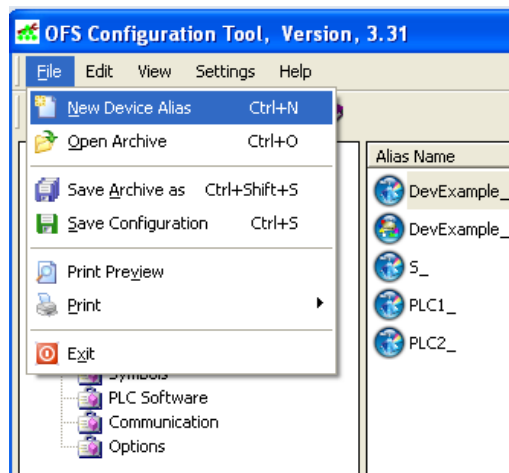 OFS Configuration Tool, Version, 3.31
File Edit View Settings Help
New Device Alias Ctrl+N
Open Archive Ctrl+O
Save Archive as Ctrl+Shift+S
Save Configuration Ctrl+S
Print Preview
Print
Exit
Symbols
PLC Software
Communication
Options
Alias Name
DevExample_
DevExample_
S_
PLC1_
PLC2_